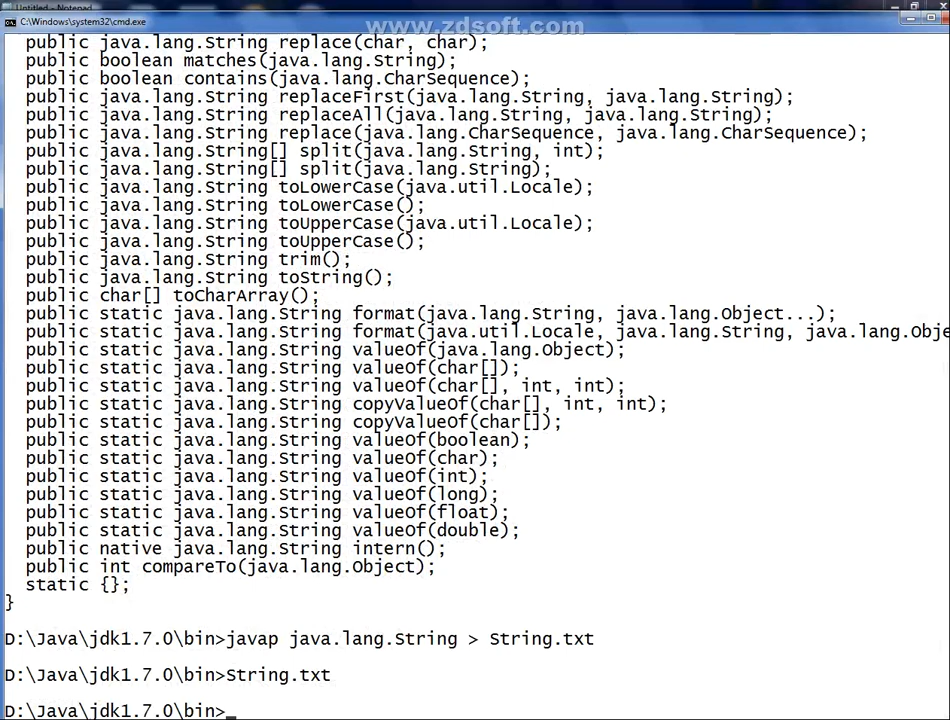 Untitled - Notepad
C:\Windows\system32\cmd.exe
www.zdsoft.com
public java.lang.String replace(char, char);
public boolean matches(java.lang.String);
public boolean contains(java.lang.CharSequence);
public java.lang.String replaceFirst(java.lang.String, java.lang.String);
public java.lang.String replaceAll(java.lang.String, java.lang.String);
public java.lang.String replace(java.lang.CharSequence, java.lang.CharSequence);
public java.lang.String[] split(java.lang.String, int);
public java.lang.String[] split(java.lang.String);
public java.lang.String toLowerCase(java.util.Locale);
public java.lang.String toLowerCase();
public java.lang.String toUpperCase(java.util.Locale);
public java.lang.String toUpperCase();
public java.lang.String trim();
public java.lang.String toString();
public char[] toCharArray();
public static java.lang.String format(java.lang.String, java.lang.Object...);
public static java.lang.String format(java.util.Locale, java.lang.String, java.lang.Obje
public static java.lang.String valueOf(java.lang.Object);
public static java.lang.String valueOf(char[]);
public static java.lang.String valueOf(char[], int, int);
public static java.lang.String copyValueOf(char[], int, int);
public static java.lang.String copyValueOf(char[]);
public static java.lang.String valueOf(boolean);
public static java.lang.String valueOf(char);
public static java.lang.String valueOf(int);
public static java.lang.String valueOf(long);
public static java.lang.String valueOf(float);
public static java.lang.String valueOf(double);
public native java.lang.String intern();
public int compareTo(java.lang.Object);
static {};
}
D:\Java\jdk1.7.0\bin>javap java.lang.String > String.txt
D:\Java\jdk1.7.0\bin>String.txt
D:\Java\jdk1.7.0\bin>_